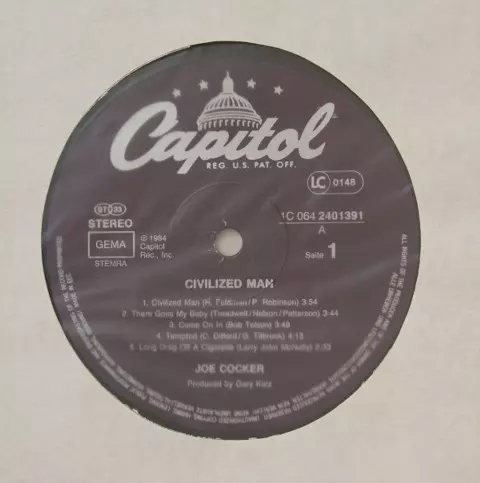 Capitol
REG. U.S. PAT. OFF.
LC 0148
ST 33
STEREO
GEMA
STEMRA
℗ 1984
Capitol
Rec., Inc.
1C 064 2401391
A
Seite 1
CIVILIZED MAN
1. Civilized Man (R. / P. Robinson) 3:54
2. There Goes My Baby (Treadwell/Nelson/Patterson) 3:44
3. Come On In (Bob Telson) 3:49
4. Tempted (C. Difford/G. Tilbrook) 4:13
5. Long Drag Off A Cigarette (Larry John McNally) 2:33
JOE COCKER
Produced by Gary Katz